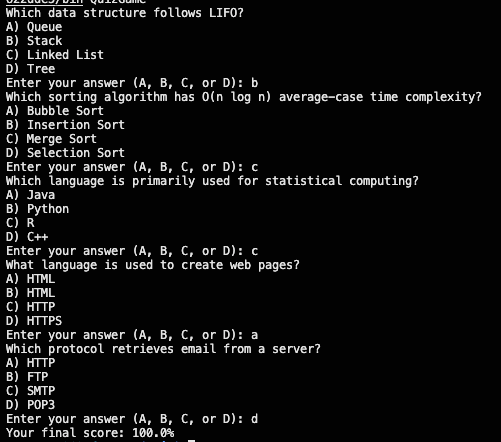 Which data structure follows LIFO?
A) Queue
B) Stack
C) Linked List
D) Tree
Enter your answer (A, B, C, or D): b
Which sorting algorithm has O(n log n) average-case time complexity?
A) Bubble Sort
B) Insertion Sort
C) Merge Sort
D) Selection Sort
Enter your answer (A, B, C, or D): c
Which language is primarily used for statistical computing?
A) Java
B) Python
C) R
D) C++
Enter your answer (A, B, C, or D): c
What language is used to create web pages?
A) HTML
B) HTML
C) HTTP
D) HTTPS
Enter your answer (A, B, C, or D): a
Which protocol retrieves email from a server?
A) HTTP
B) FTP
C) SMTP
D) POP3
Enter your answer (A, B, C, or D): d
Your final score: 100.0%